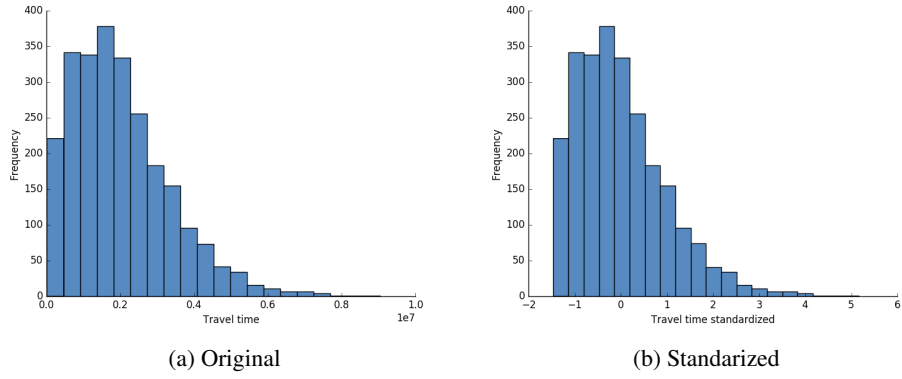 400
350
300
250
200
150
100
50
0
Frequency
0.0 0.2 0.4 0.6 0.8 1.0
1e7
Travel time
(a) Original
400
350
300
250
200
150
100
50
0
Frequency
−2 −1 0 1 2 3 4 5 6
Travel time standardized
(b) Standarized